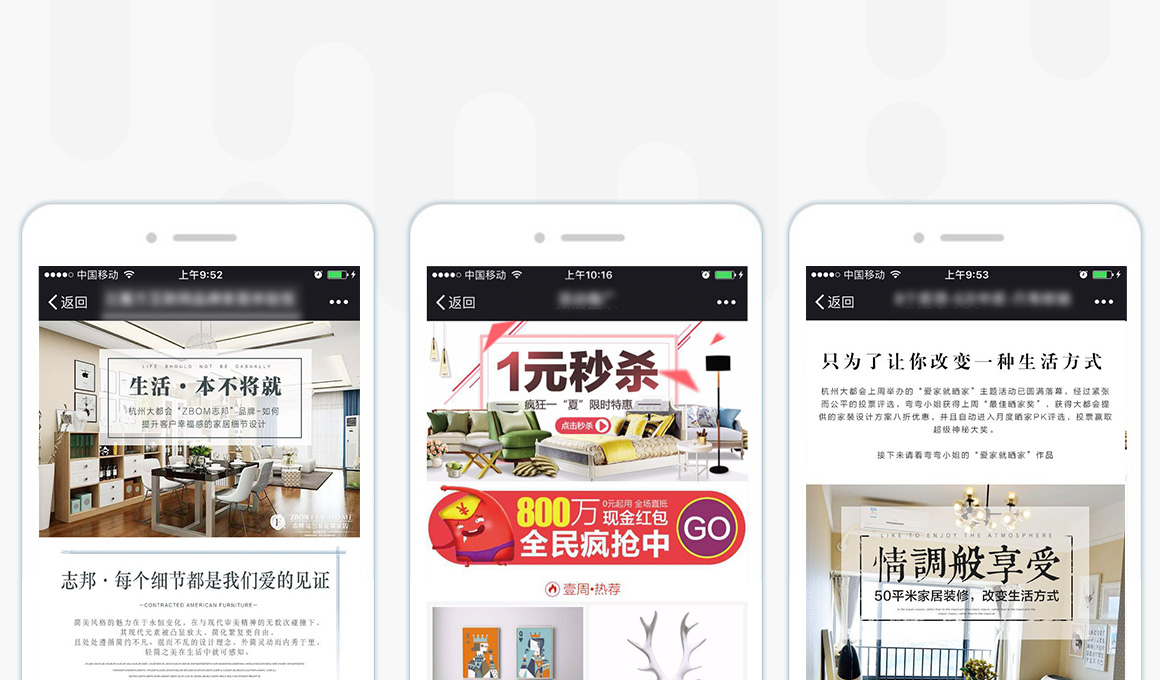 中国移动
上午9:52
返回
LIFE SHOULD NOT BE CASUALLY
生活·本不将就
杭州大都会“ZBOM志邦”品牌-如何
提升客户幸福感的家居细节设计
志邦·每个细节都是我们爱的见证
—CONTRACTED AMERICAN FURNITURE—
简美风格的魅力在于永恒变化，在与现代审美精神的无数次碰撞下，
其现代元素被凸显放大，简化繁复更自由。
且处处遵循简约不凡、低而不乱的设计理念，外简灵动而内秀于里，
轻简之美在生活中就可感知。
中国移动
上午10:16
返回
1元秒杀
疯狂一“夏”限时特惠
点击秒杀
800万
0元起用 全场直抵
现金红包
全民疯抢中
GO
壹周·热荐
中国移动
上午9:53
返回
只为了让你改变一种生活方式
杭州大都会上周举办的“爱家就晒家”主题活动已圆满落幕，经过紧张
而公平的投票评选，弯弯小姐获得上周“最佳晒家奖”，获得大都会提
供的家装设计方案八折优惠，并且自动进入月度晒家PK评选，投票赢取
超级神秘大奖。
接下来请看弯弯小姐的“爱家就晒家”作品
LIKE TO ENJOY THE ATMOSPHERE
情調般享受
50平米家居装修，改变生活方式